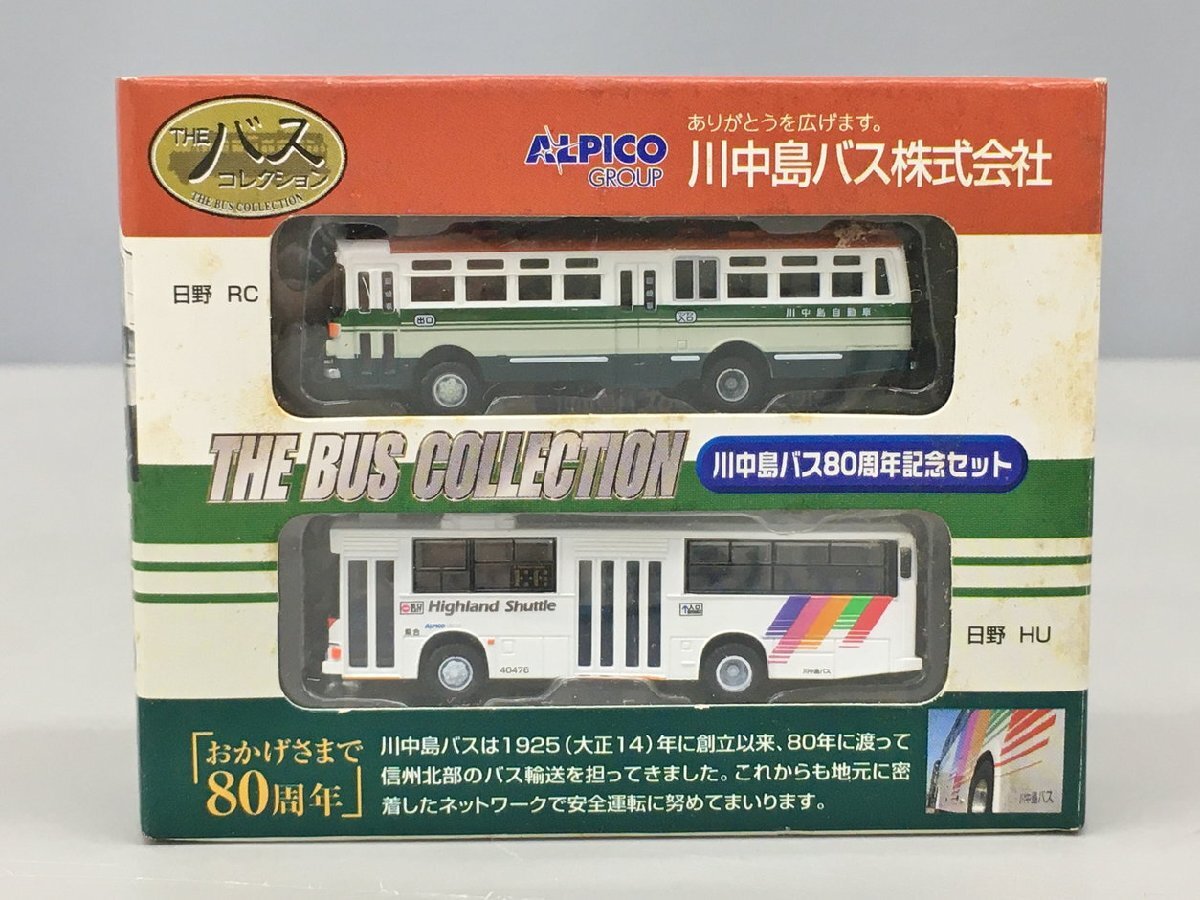 THE バス
コレクション
THE BUS COLLECTION
ALPICO
GROUP
ありがとうを広げます。
川中島バス株式会社
日野 RC
出口
川中島自動車
THE BUS COLLECTION
川中島バス80周年記念セット
Highland Shuttle
入口
ALPICO
40476
川中島バス
日野 HU
「おかげさまで
80周年」
川中島バスは1925(大正14)年に創立以来、80年に渡って
信州北部のバス輸送を担ってきました。これからも地元に密
着したネットワークで安全運転に努めてまいります。
川中島バス